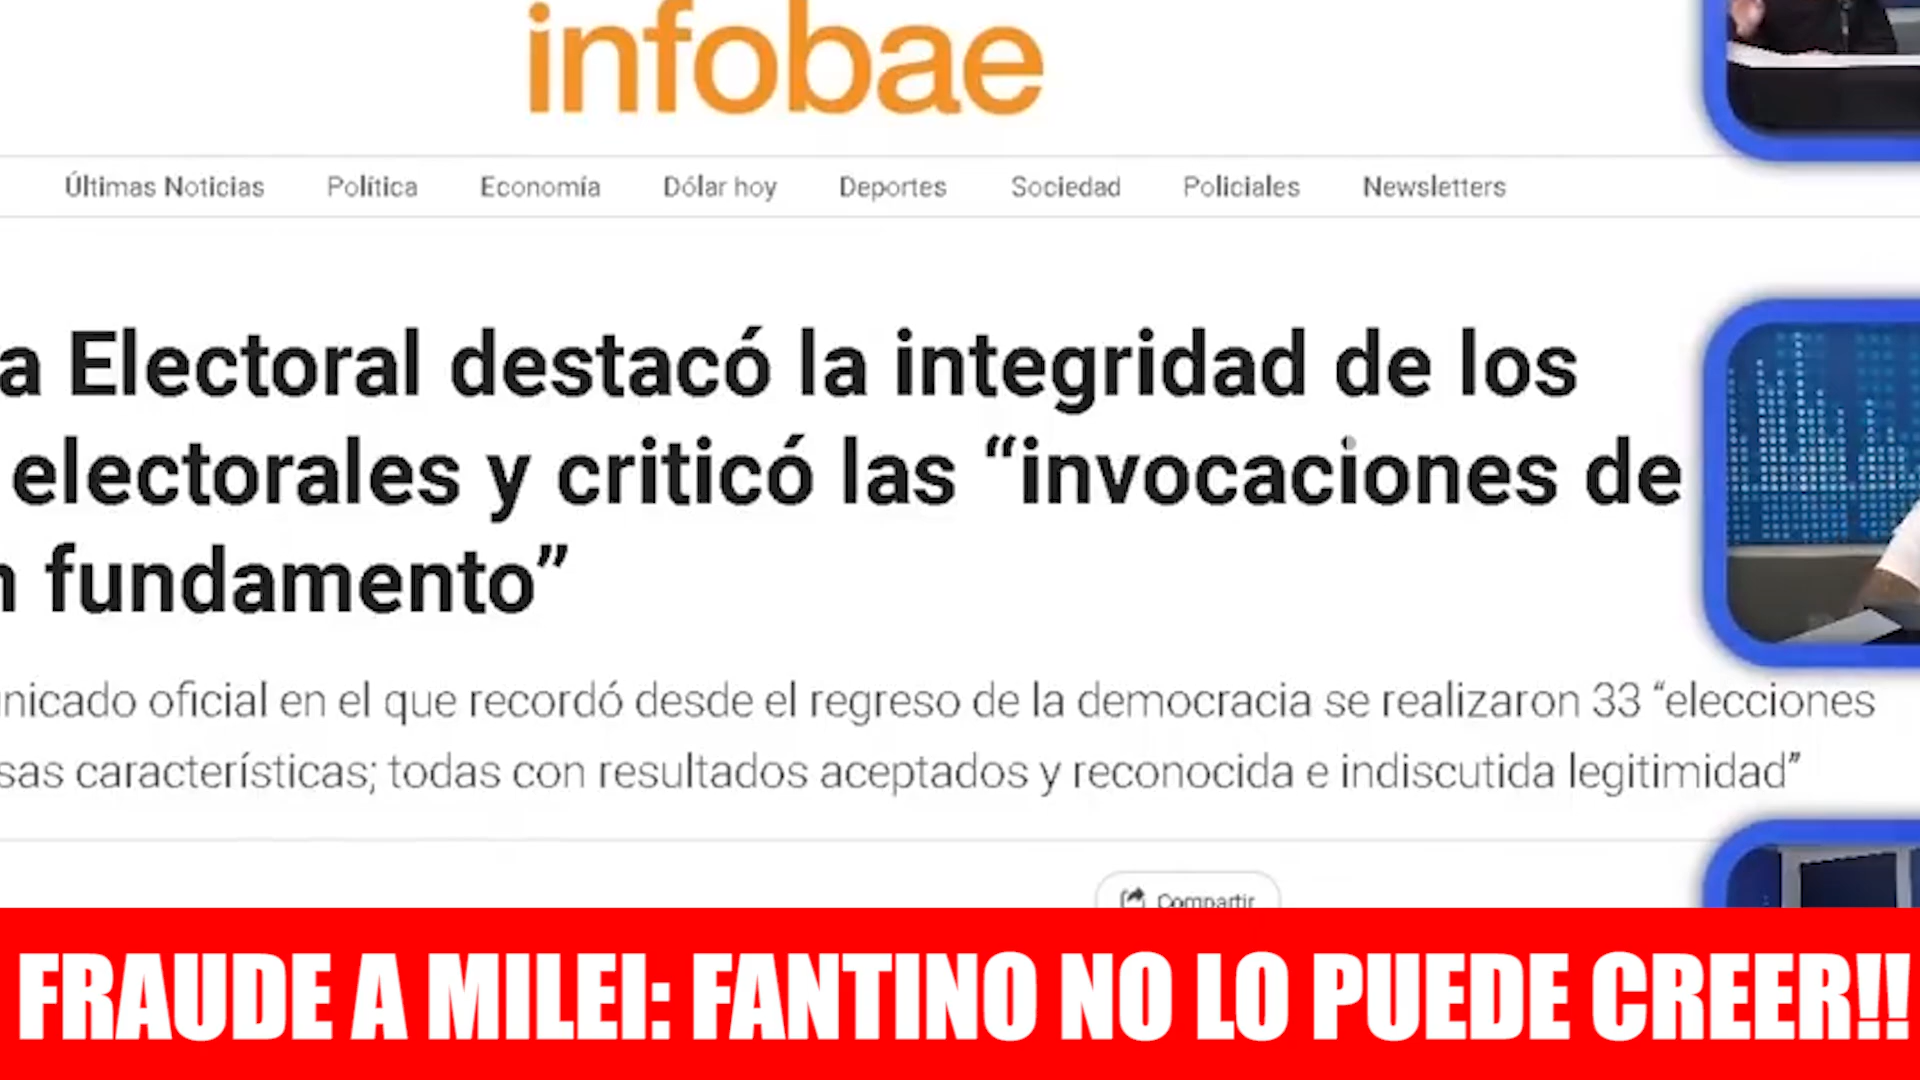 infobae
Últimas Noticias Política Economía Dólar hoy Deportes Sociedad Policiales Newsletters
a Electoral destacó la integridad de los
electorales y criticó las “invocaciones de
n fundamento”
nicado oficial en el que recordó desde el regreso de la democracia se realizaron 33 “elecciones
sas características; todas con resultados aceptados y reconocida e indiscutida legitimidad”
Compartir
FRAUDE A MILEI: FANTINO NO LO PUEDE CREER!!